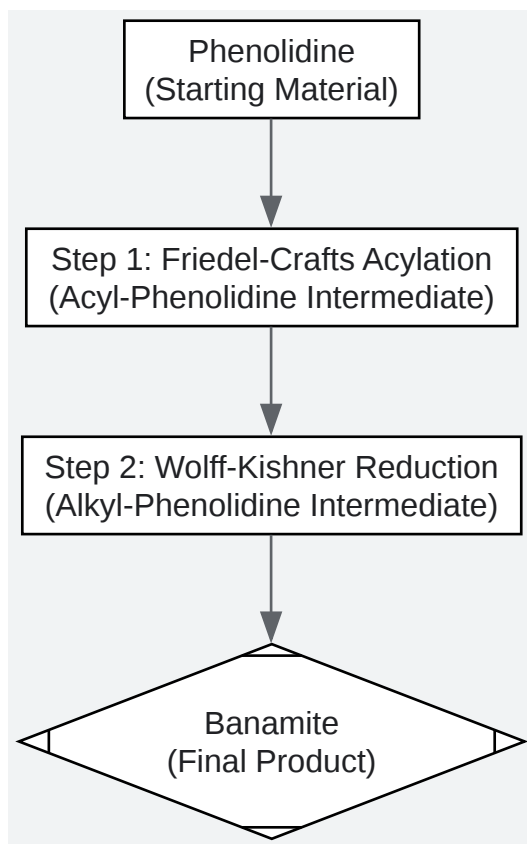 Phenolidine
(Starting Material)
Step 1: Friedel-Crafts Acylation
(Acyl-Phenolidine Intermediate)
Step 2: Wolff-Kishner Reduction
(Alkyl-Phenolidine Intermediate)
Banamite
(Final Product)